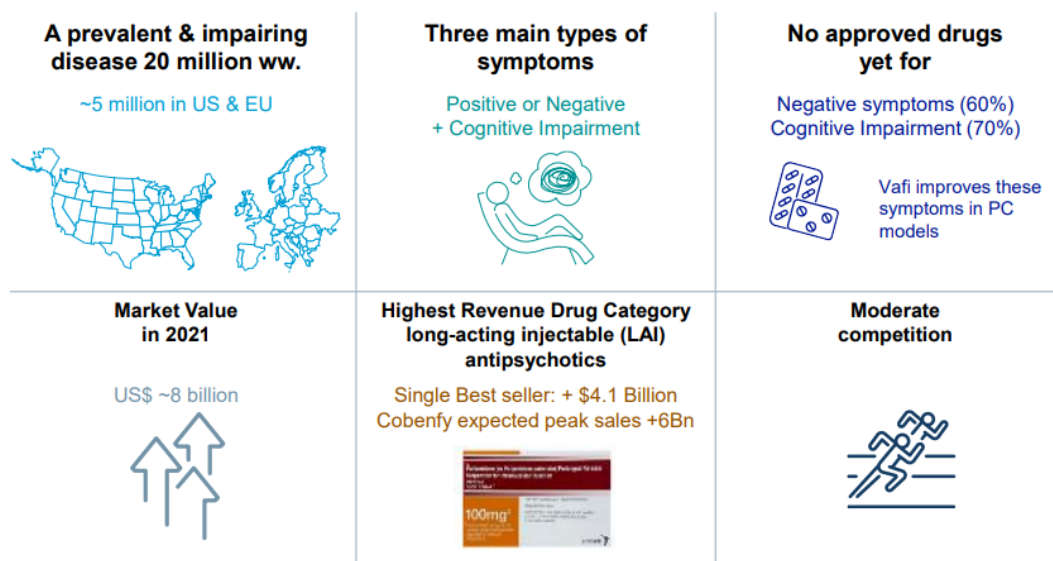 A prevalent & impairing
disease 20 million ww.
~5 million in US & EU
Three main types of
symptoms
Positive or Negative
+ Cognitive Impairment
No approved drugs
yet for
Negative symptoms (60%)
Cognitive Impairment (70%)
Vafi improves these
symptoms in PC
models
Market Value
in 2021
US$ ~8 billion
Highest Revenue Drug Category
long-acting injectable (LAI)
antipsychotics
Single Best seller: + $4.1 Billion
Cobenfy expected peak sales +6Bn
100mg
Moderate
competition